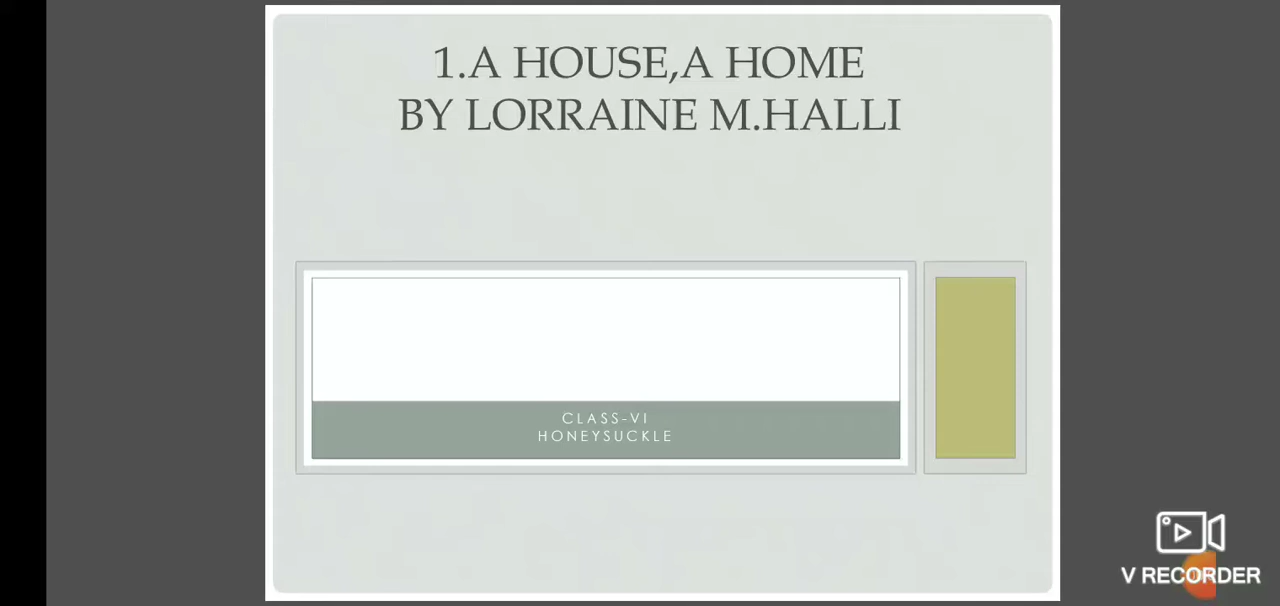 1.A HOUSE,A HOME
BY LORRAINE M.HALLI
CLASS-VI
HONEYSUCKLE
V RECORDER